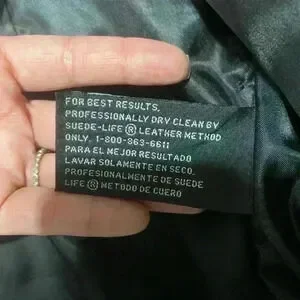 FOR BEST RESULTS,
PROFESSIONALLY DRY CLEAN BY
SUEDE-LIFE ® LEATHER METHOD
ONLY. 1-800-863-6611
PARA EL MEJOR RESULTADO
LAVAR SOLAMENTE EN SECO.
PROFESIONALMENTE DE SUEDE
LIFE ® METODO DE CUERO